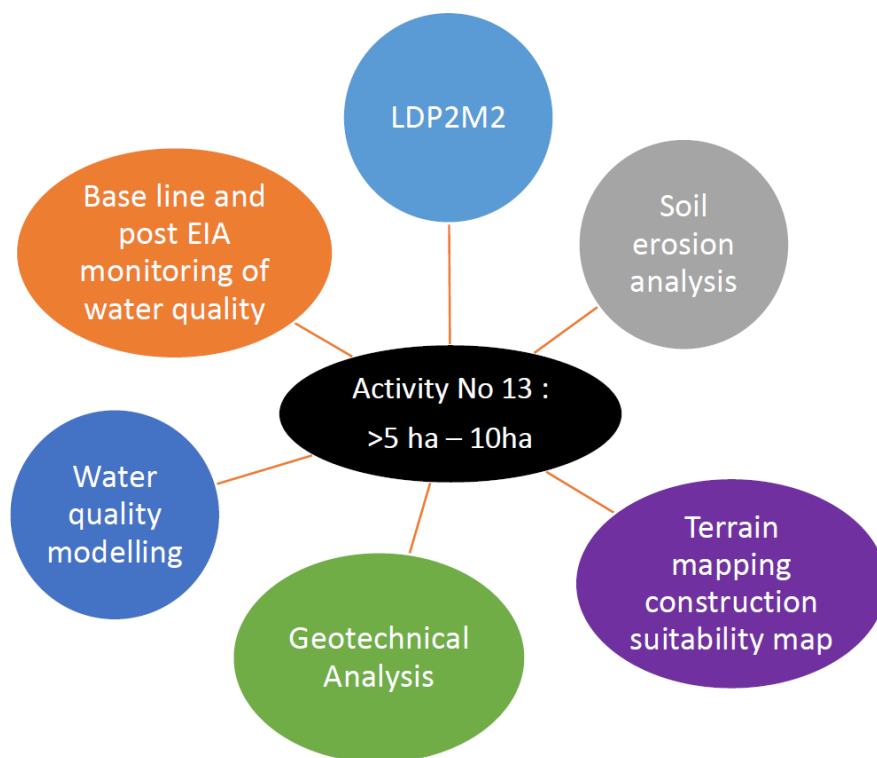 LDP2M2
Base line and
post EIA
monitoring of
water quality
Soil
erosion
analysis
Activity No 13 :
>5 ha – 10ha
Water
quality
modelling
Terrain
mapping
construction
suitability map
Geotechnical
Analysis